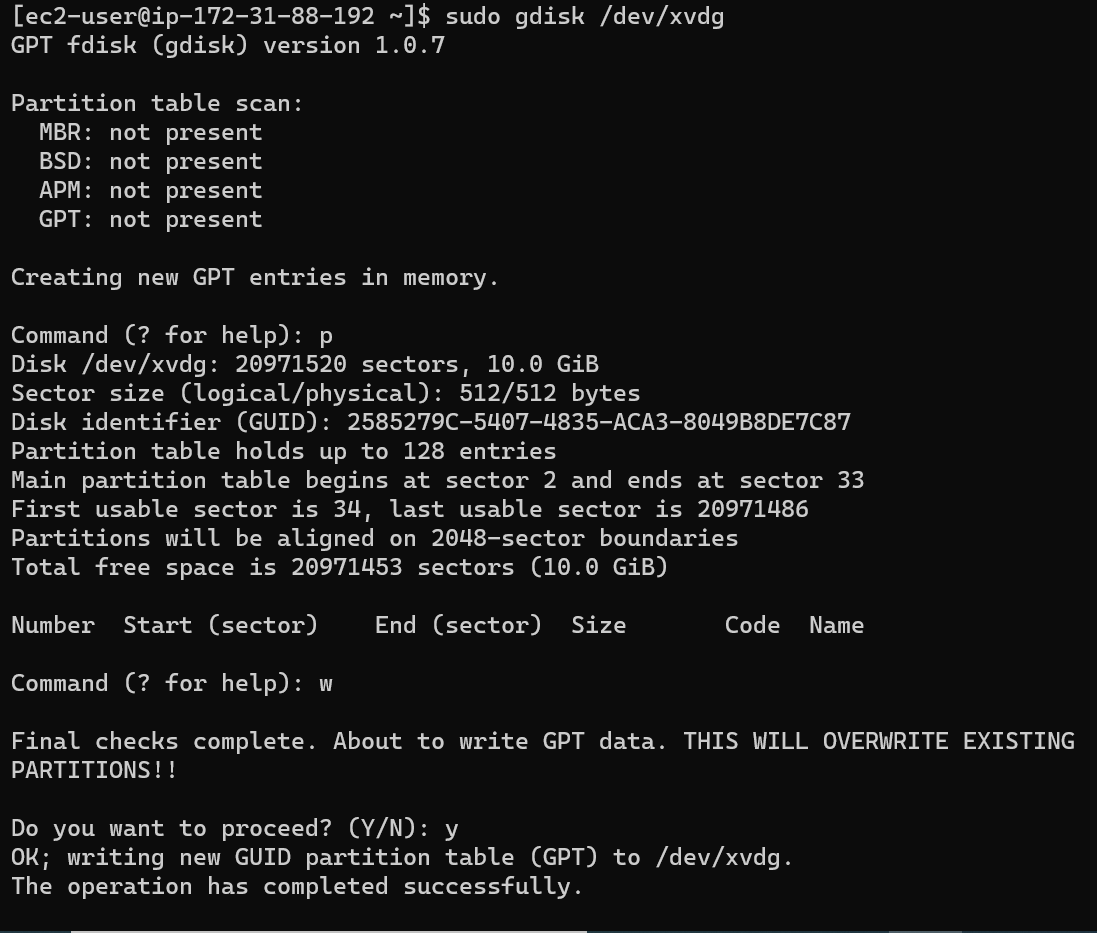 [ec2-user@ip-172-31-88-192 ~]$ sudo gdisk /dev/xvdg
GPT fdisk (gdisk) version 1.0.7
Partition table scan:
MBR: not present
BSD: not present
APM: not present
GPT: not present
Creating new GPT entries in memory.
Command (? for help): p
Disk /dev/xvdg: 20971520 sectors, 10.0 GiB
Sector size (logical/physical): 512/512 bytes
Disk identifier (GUID): 2585279C-5407-4835-ACA3-8049B8DE7C87
Partition table holds up to 128 entries
Main partition table begins at sector 2 and ends at sector 33
First usable sector is 34, last usable sector is 20971486
Partitions will be aligned on 2048-sector boundaries
Total free space is 20971453 sectors (10.0 GiB)
Number  Start (sector)    End (sector)  Size       Code  Name
Command (? for help): w
Final checks complete. About to write GPT data. THIS WILL OVERWRITE EXISTING
PARTITIONS!!
Do you want to proceed? (Y/N): y
OK; writing new GUID partition table (GPT) to /dev/xvdg.
The operation has completed successfully.